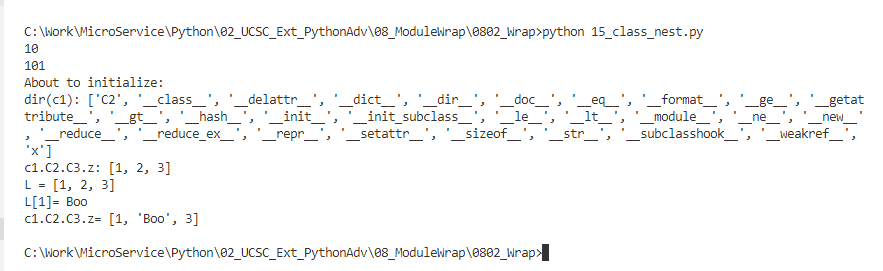 C:\Work\MicroService\Python\02_UCSC_Ext_PythonAdv\08_ModuleWrap\0802_Wrap>python 15_class_nest.py
10
101
About to initialize:
dir(c1): ['C2', '__class__', '__delattr__', '__dict__', '__dir__', '__doc__', '__eq__', '__format__', '__ge__', '__getat
tribute__', '__gt__', '__hash__', '__init__', '__init_subclass__', '__le__', '__lt__', '__module__', '__ne__', '__new__'
, '__reduce__', '__reduce_ex__', '__repr__', '__setattr__', '__sizeof__', '__str__', '__subclasshook__', '__weakref__',
'x']
c1.C2.C3.z: [1, 2, 3]
L = [1, 2, 3]
L[1]= Boo
c1.C2.C3.z= [1, 'Boo', 3]
C:\Work\MicroService\Python\02_UCSC_Ext_PythonAdv\08_ModuleWrap\0802_Wrap>